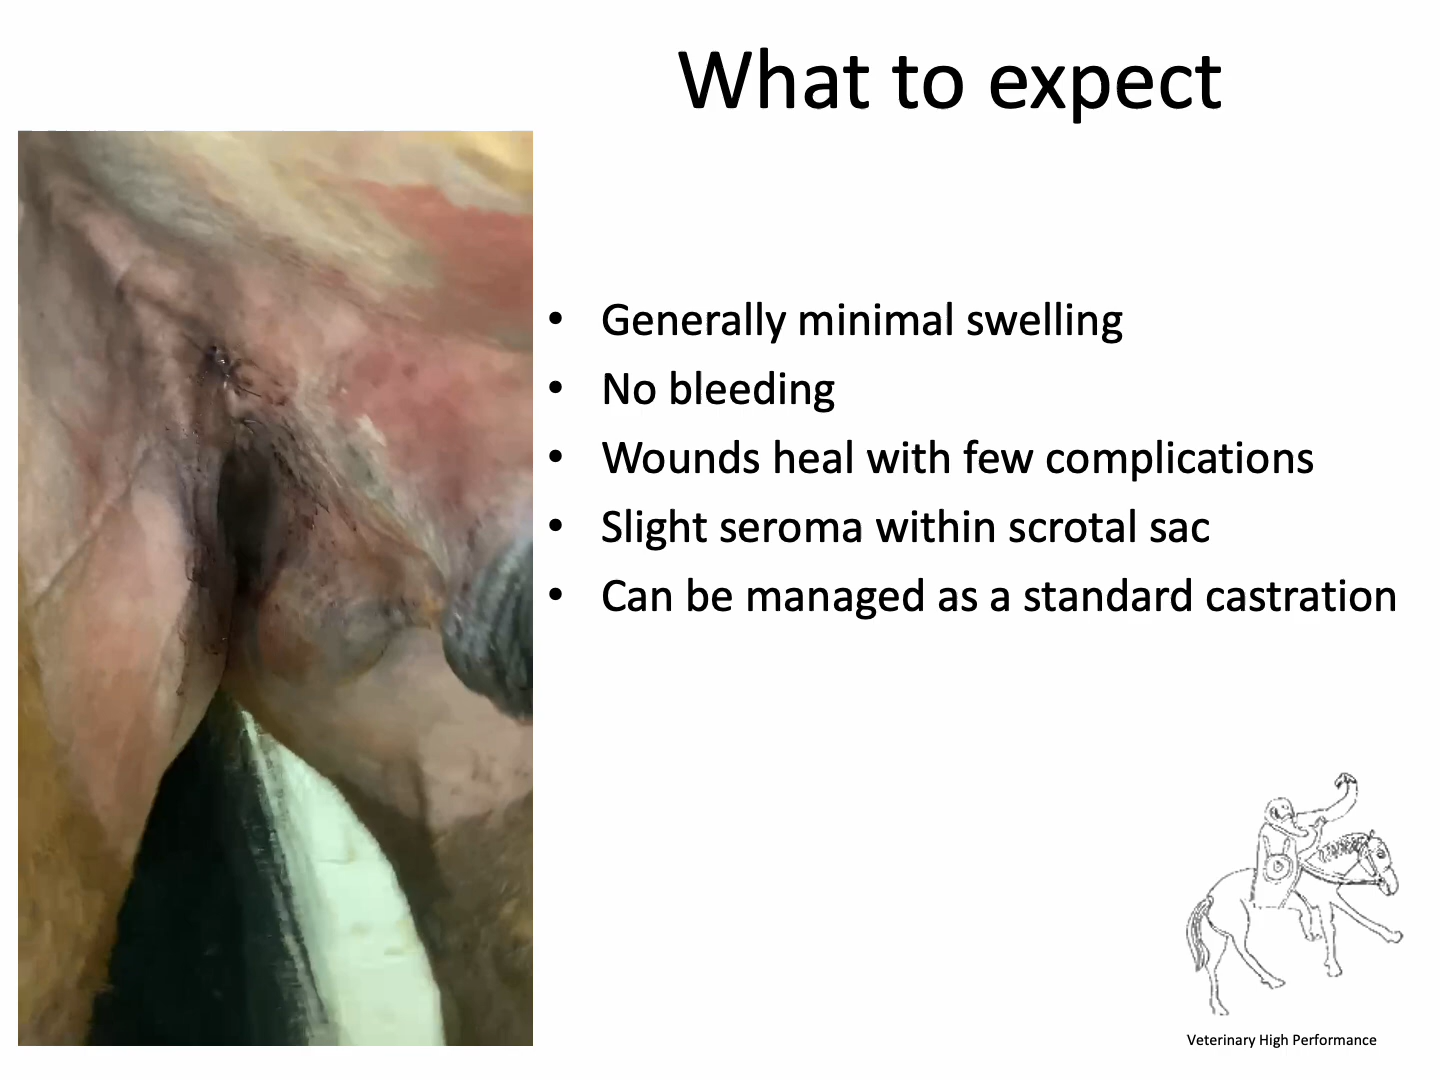 What to expect
• Generally minimal swelling
• No bleeding
• Wounds heal with few complications
• Slight seroma within scrotal sac
• Can be managed as a standard castration
Veterinary High Performance